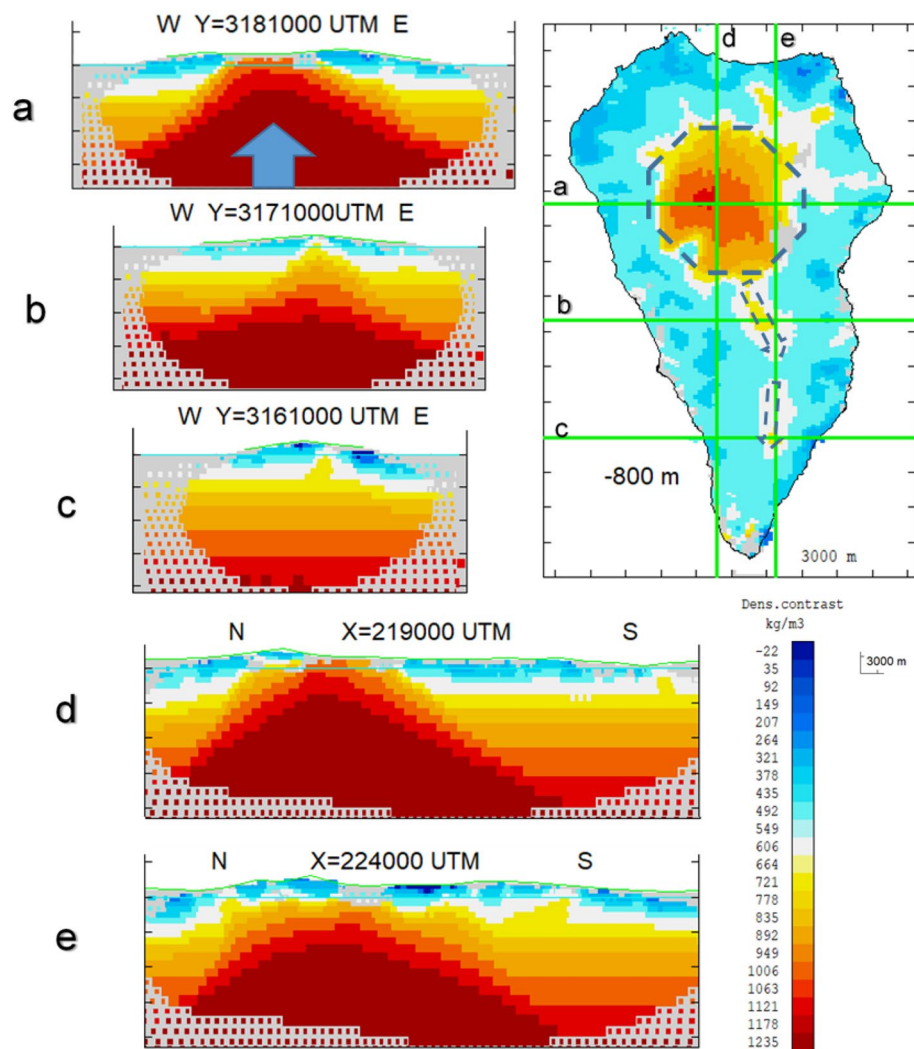 W Y=3181000 UTM E
a
W Y=3171000UTM E
b
W Y=3161000 UTM E
c
d e
a
b
c
-800 m
3000 m
N X=219000 UTM S
d
N X=224000 UTM S
e
Dens.contrast
kg/m3
-22
35
92
149
207
264
321
378
435
492
549
606
664
721
778
835
892
949
1006
1063
1121
1178
1235
3000 m